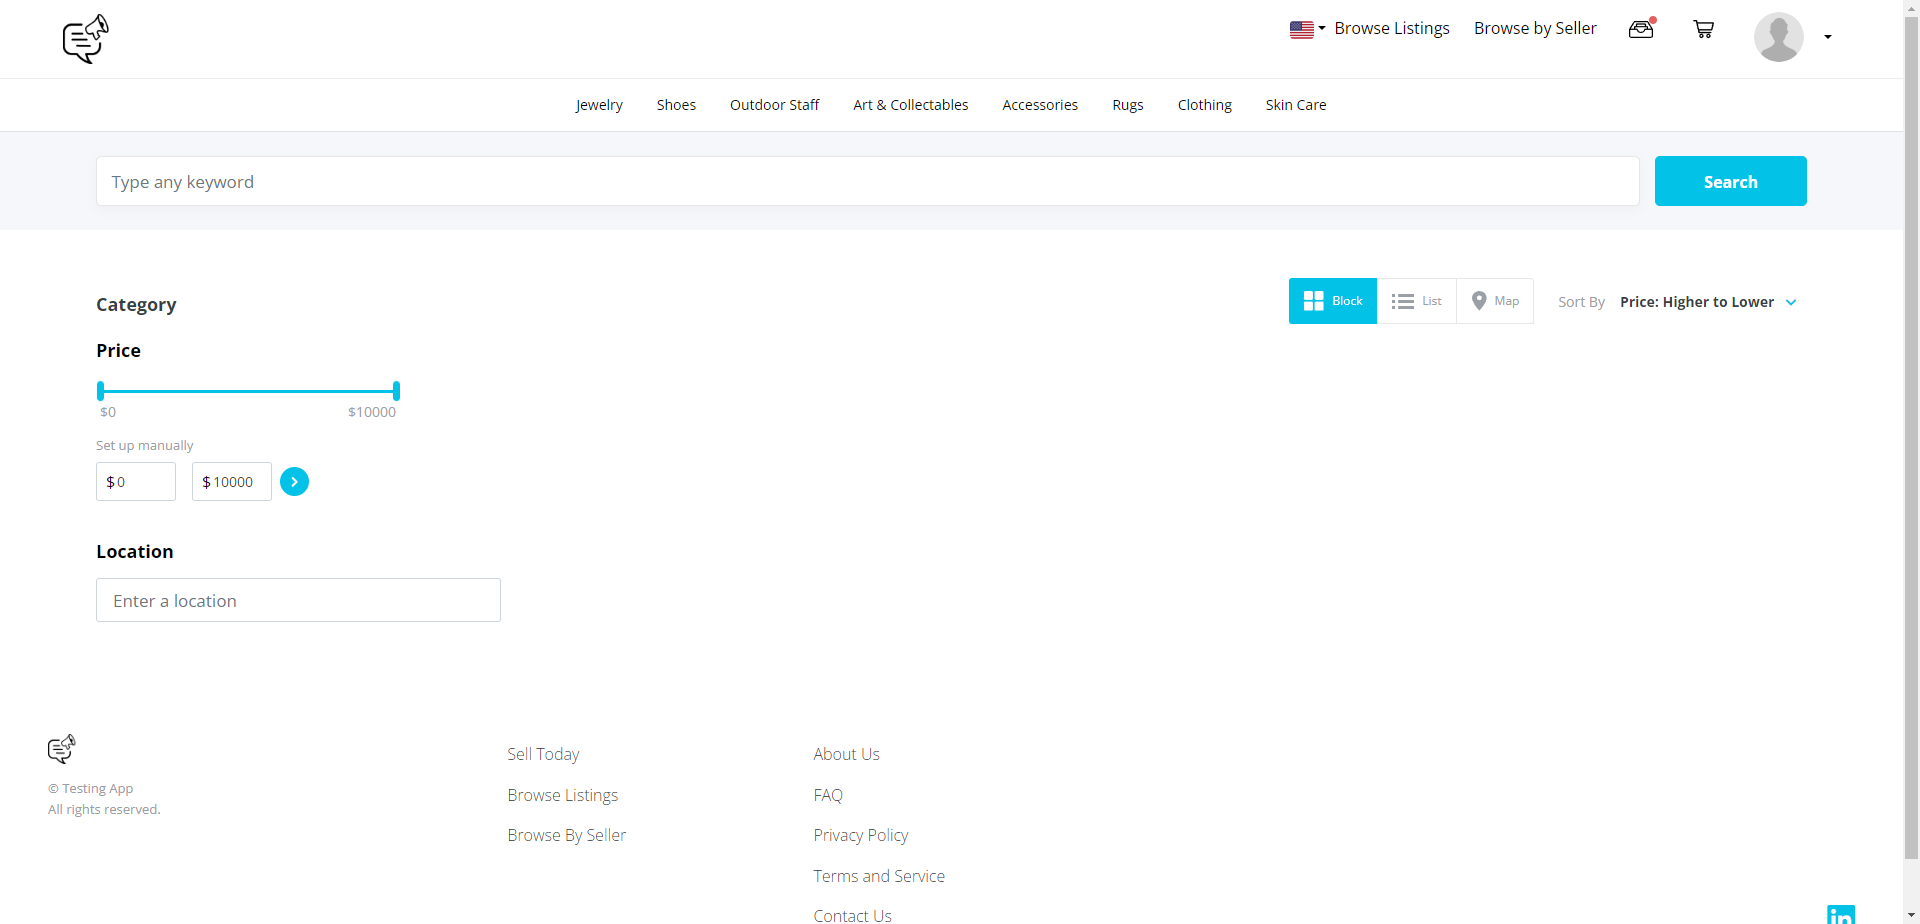 Browse Listings Browse by Seller
Jewelry Shoes Outdoor Staff Art & Collectables Accessories Rugs Clothing Skin Care
Type any keyword Search
Category
Block List Map Sort By Price: Higher to Lower
Price
$0 $10000
Set up manually
$ 0 $ 10000
Location
Enter a location
© Testing App
All rights reserved.
Sell Today
Browse Listings
Browse By Seller
About Us
FAQ
Privacy Policy
Terms and Service
Contact Us
in